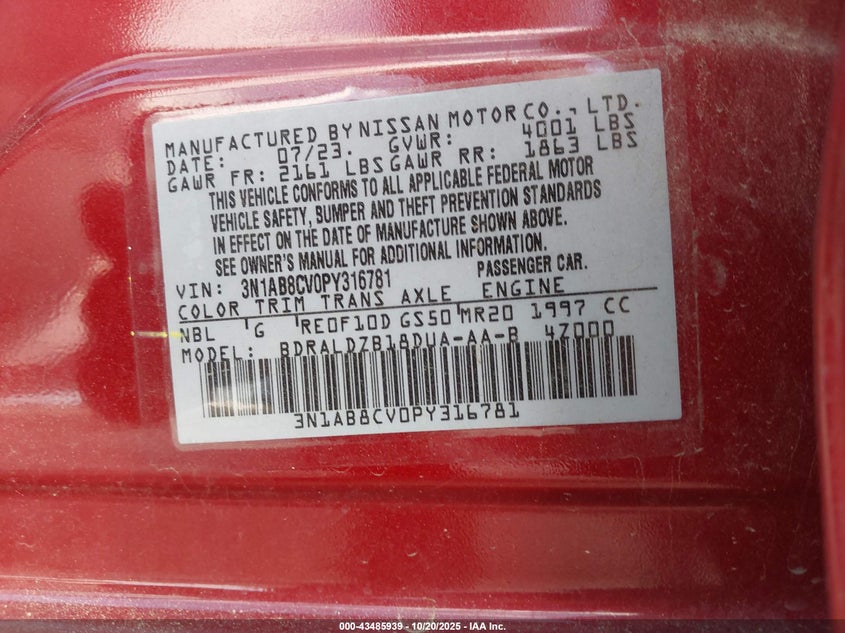 MANUFACTURED BY NISSAN MOTOR CO., LTD.
DATE: 07/23. GVWR: 4001 LBS
GAWR FR: 2161 LBS GAWR RR: 1863 LBS
THIS VEHICLE CONFORMS TO ALL APPLICABLE FEDERAL MOTOR
VEHICLE SAFETY, BUMPER AND THEFT PREVENTION STANDARDS
IN EFFECT ON THE DATE OF MANUFACTURE SHOWN ABOVE.
SEE OWNER'S MANUAL FOR ADDITIONAL INFORMATION.
VIN: 3N1AB8CV0PY316781 PASSENGER CAR.
COLOR TRIM TRANS AXLE ENGINE
NBL G RE0F10D GS50 MR20 1997 CC
MODEL: BDRALDZB18DUA-AA-B 4Z000
3N1AB8CV0PY316781
000-43485939 - 10/20/2025 - IAA Inc.